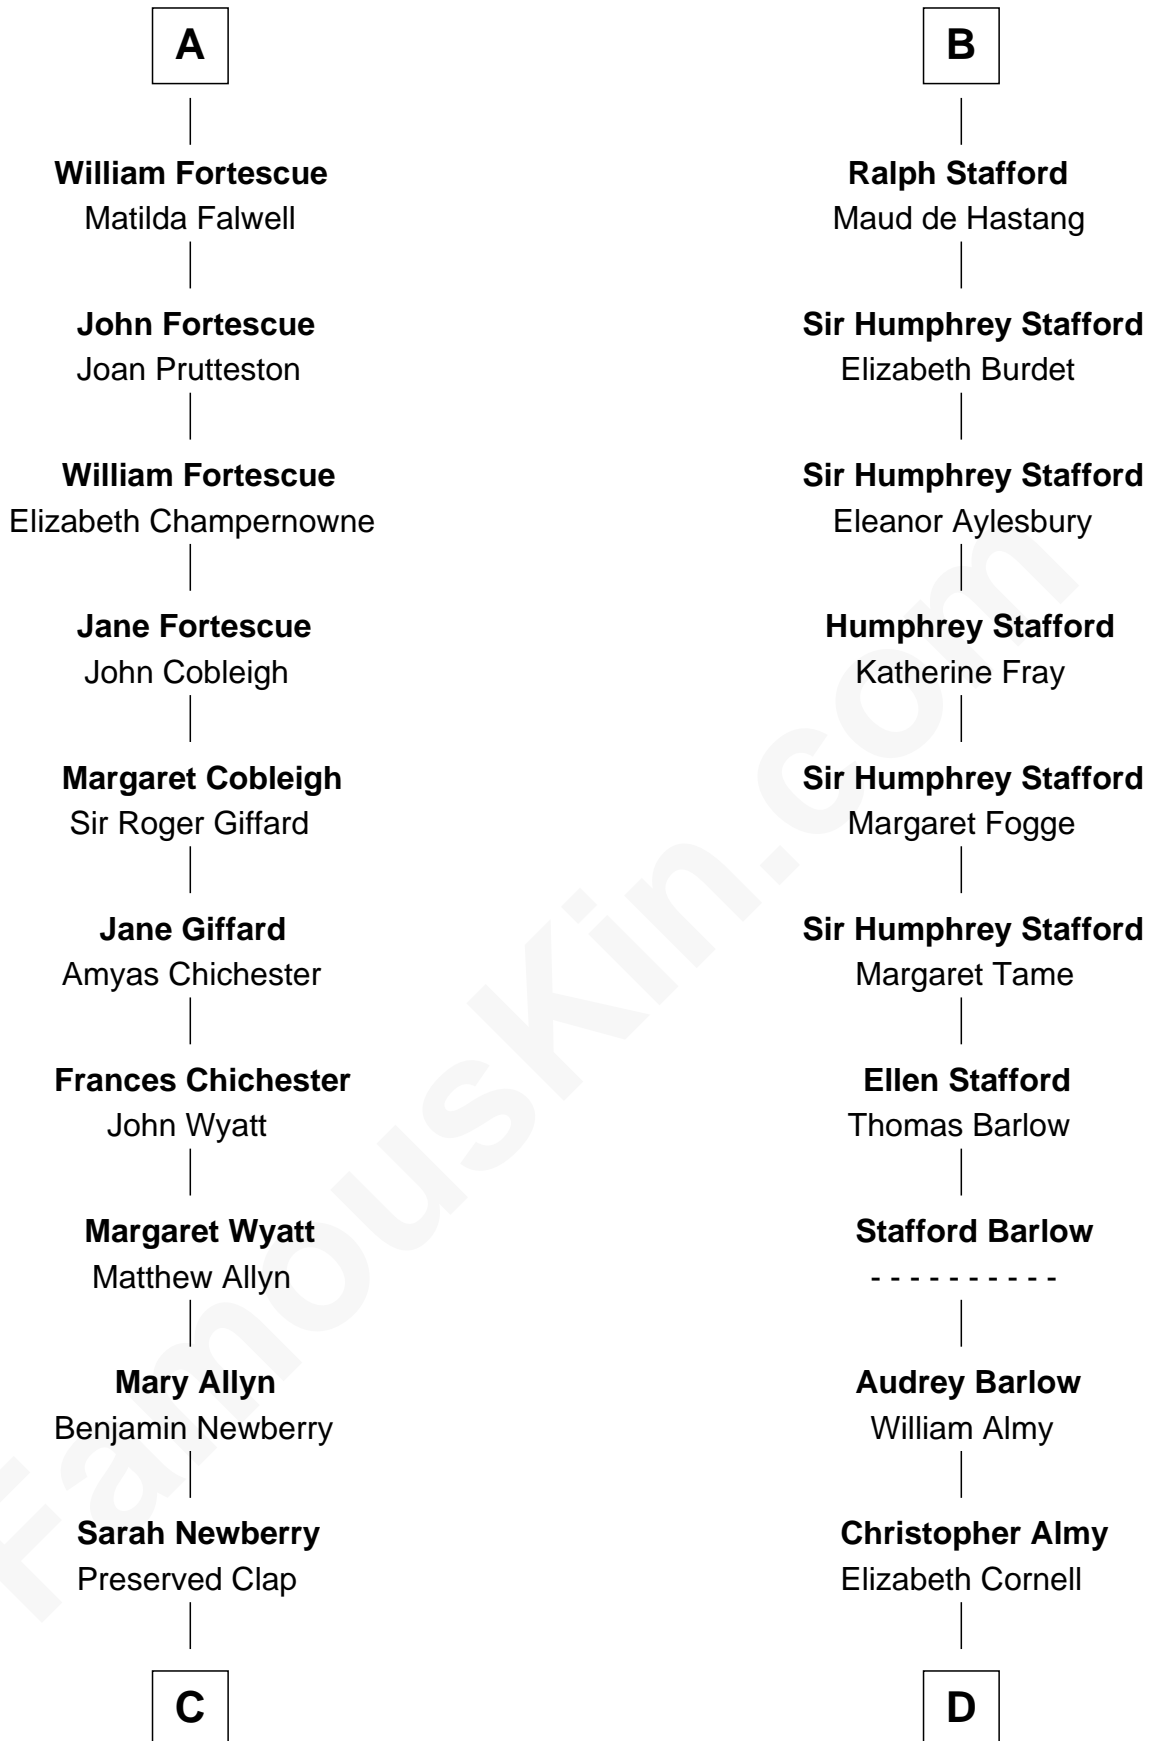 A
William Fortescue
Matilda Falwell
John Fortescue
Joan Prutteston
William Fortescue
Elizabeth Champernowne
Jane Fortescue
John Cobleigh
Margaret Cobleigh
Sir Roger Giffard
Jane Giffard
Amyas Chichester
Frances Chichester
John Wyatt
Margaret Wyatt
Matthew Allyn
Mary Allyn
Benjamin Newberry
Sarah Newberry
Preserved Clap
C
B
Ralph Stafford
Maud de Hastang
Sir Humphrey Stafford
Elizabeth Burdet
Sir Humphrey Stafford
Eleanor Aylesbury
Humphrey Stafford
Katherine Fray
Sir Humphrey Stafford
Margaret Fogge
Sir Humphrey Stafford
Margaret Tame
Ellen Stafford
Thomas Barlow
Stafford Barlow
- - - - - - - - - -
Audrey Barlow
William Almy
Christopher Almy
Elizabeth Cornell
D
FamousKin.com